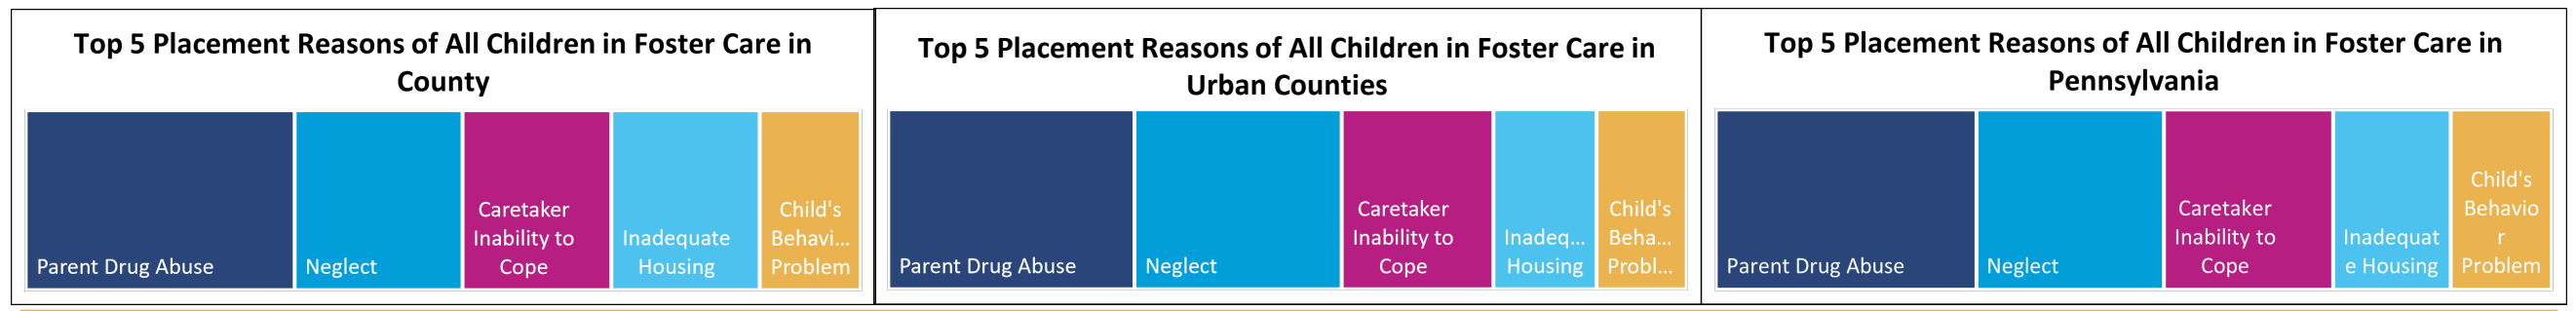 Top 5 Placement Reasons of All Children in Foster Care in
County
Parent Drug Abuse
Neglect
Caretaker
Inability to
Cope
Inadequate
Housing
Child's
Behavi...
Problem
Top 5 Placement Reasons of All Children in Foster Care in
Urban Counties
Parent Drug Abuse
Neglect
Caretaker
Inability to
Cope
Inadeq...
Housing
Child's
Beha...
Probl...
Top 5 Placement Reasons of All Children in Foster Care in
Pennsylvania
Parent Drug Abuse
Neglect
Caretaker
Inability to
Cope
Inadequat
e Housing
Child's
Behavio
r
Problem